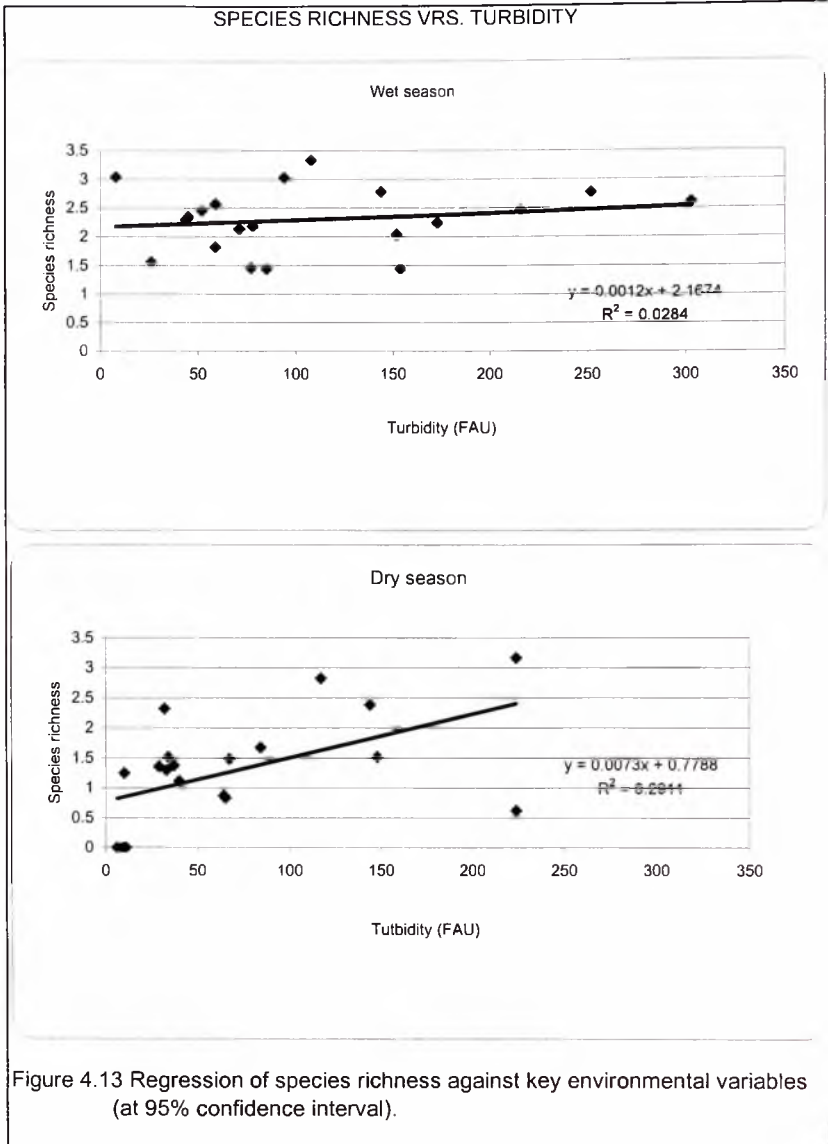 SPECIES RICHNESS VRS. TURBIDITY
Wet season
3.5
3
2.5
2
1.5
1
0.5
0
Species richness
y = 0.0012x + 2.1674
R² = 0.0284
0 50 100 150 200 250 300 350
Turbidity (FAU)
Dry season
3.5
3
2.5
2
1.5
1
0.5
0
Species richness
y = 0.0073x + 0.7788
R² = 0.2911
0 50 100 150 200 250 300 350
Tutbidity (FAU)
Figure 4.13 Regression of species richness against key environmental variables
(at 95% confidence interval).